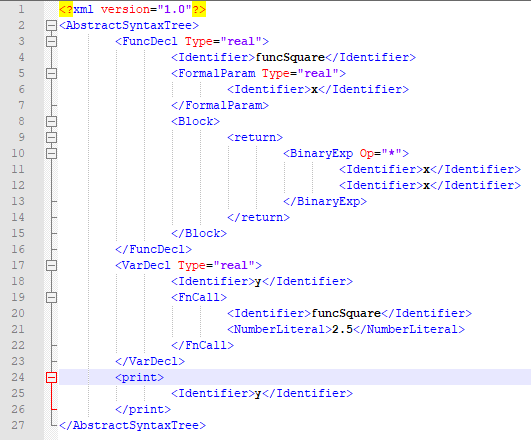 1 <?xml version="1.0"?>
2 <AbstractSyntaxTree>
3 <FuncDecl Type="real">
4 <Identifier>funcSquare</Identifier>
5 <FormalParam Type="real">
6 <Identifier>x</Identifier>
7 </FormalParam>
8 <Block>
9 <return>
10 <BinaryExp Op="*">
11 <Identifier>x</Identifier>
12 <Identifier>x</Identifier>
13 </BinaryExp>
14 </return>
15 </Block>
16 </FuncDecl>
17 <VarDecl Type="real">
18 <Identifier>y</Identifier>
19 <FnCall>
20 <Identifier>funcSquare</Identifier>
21 <NumberLiteral>2.5</NumberLiteral>
22 </FnCall>
23 </VarDecl>
24 <print>
25 <Identifier>y</Identifier>
26 </print>
27 </AbstractSyntaxTree>